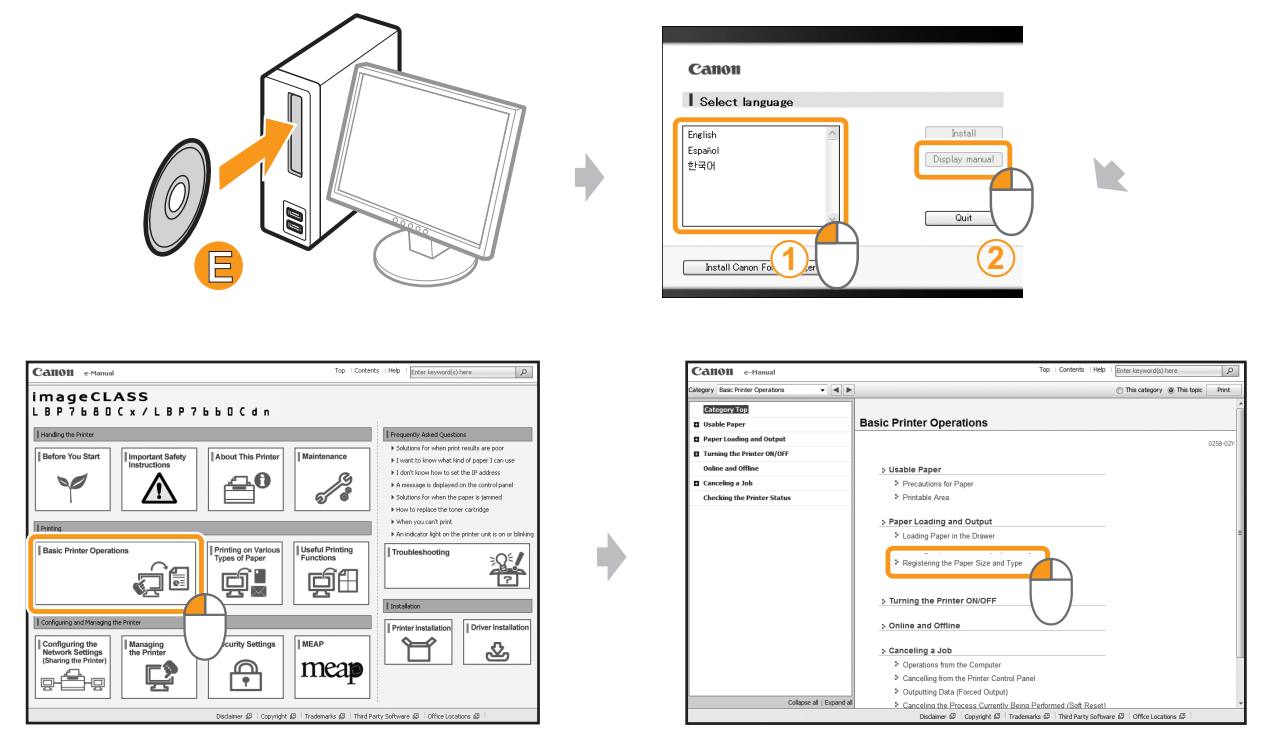 E
Canon
Select language
English
Español
한국어
Install
Display manual
Quit
Install Canon Fo
1
2
Canon e-Manual
Top Contents Help Enter keyword(s) here
imageCLASS
LBP7680Cx/LBP7660Cdn
Handling the Printer
Before You Start
Important Safety
Instructions
About This Printer
Maintenance
Printing
Basic Printer Operations
Printing on Various
Types of Paper
Useful Printing
Functions
Configuring and Managing the Printer
Configuring the
Network Settings
(Sharing the Printer)
Managing
the Printer
ecurity Settings
MEAP
meap
Frequently Asked Questions
Solutions for when print results are poor
I want to know what kind of paper I can use
I don't know how to set the IP address
A message is displayed on the control panel
Solutions for when the paper is jammed
How to replace the toner cartridge
When you can't print
An indicator light on the printer unit is on or blinking
Troubleshooting
Installation
Printer Installation
Driver Installation
Disclaimer Copyright Trademarks Third Party Software Office Locations
Canon e-Manual
Top Contents Help Enter keyword(s) here
Category Basic Printer Operations
This category This topic Print
Category Top
Usable Paper
Paper Loading and Output
Turning the Printer ON/OFF
Online and Offline
Canceling a Job
Checking the Printer Status
Collapse all | Expand all
Basic Printer Operations
0258-02Y
Usable Paper
Precautions for Paper
Printable Area
Paper Loading and Output
Loading Paper in the Drawer
Registering the Paper Size and Type
Turning the Printer ON/OFF
Online and Offline
Canceling a Job
Operations from the Computer
Cancelling from the Printer Control Panel
Outputting Data (Forced Output)
Canceling the Process Currently Being Performed (Soft Reset)
Disclaimer Copyright Trademarks Third Party Software Office Locations